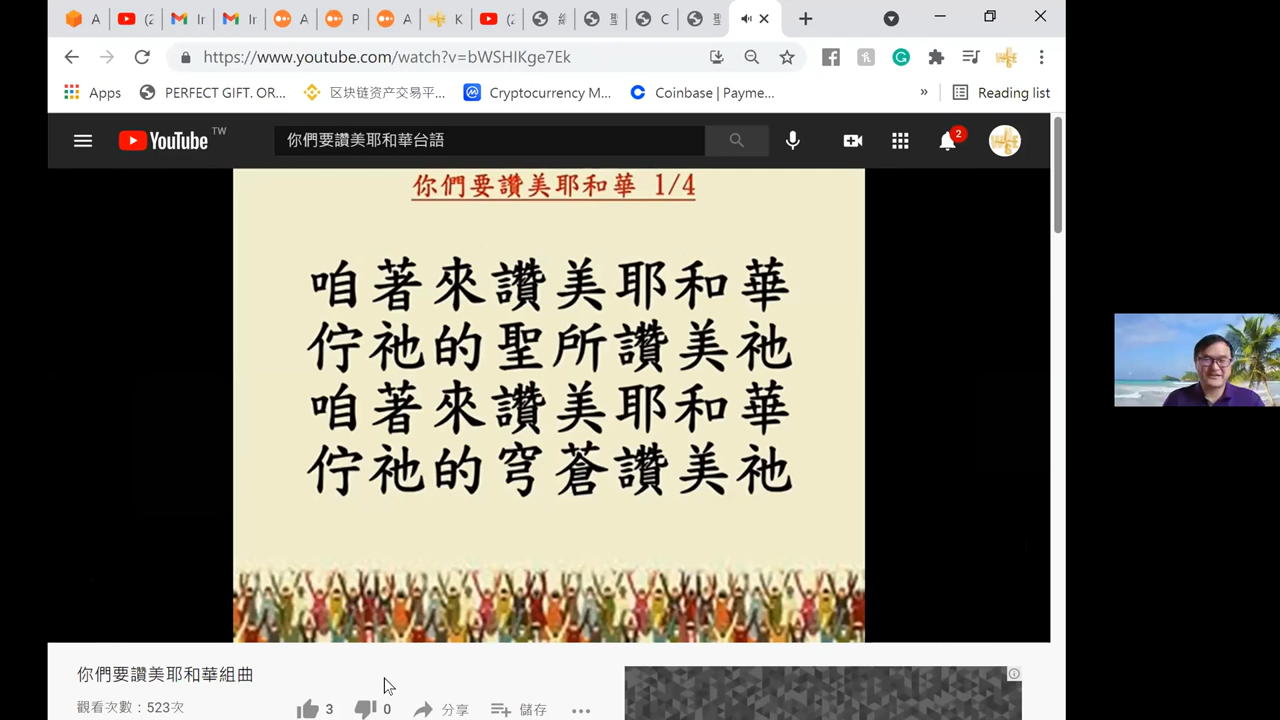 (2
Ir
Ir
A
P
A
K
(2
C
https://www.youtube.com/watch?v=bWSHIKge7Ek
Apps
PERFECT GIFT. OR...
区块链资产交易平...
Cryptocurrency M...
Coinbase | Payme...
»
Reading list
YouTube TW
你們要讚美耶和華台語
2
你們要讚美耶和華 1/4
咱著來讚美耶和華
佇祂的聖所讚美祂
咱著來讚美耶和華
佇祂的穹蒼讚美祂
你們要讚美耶和華組曲
觀看次數：523次
3
0
分享
儲存